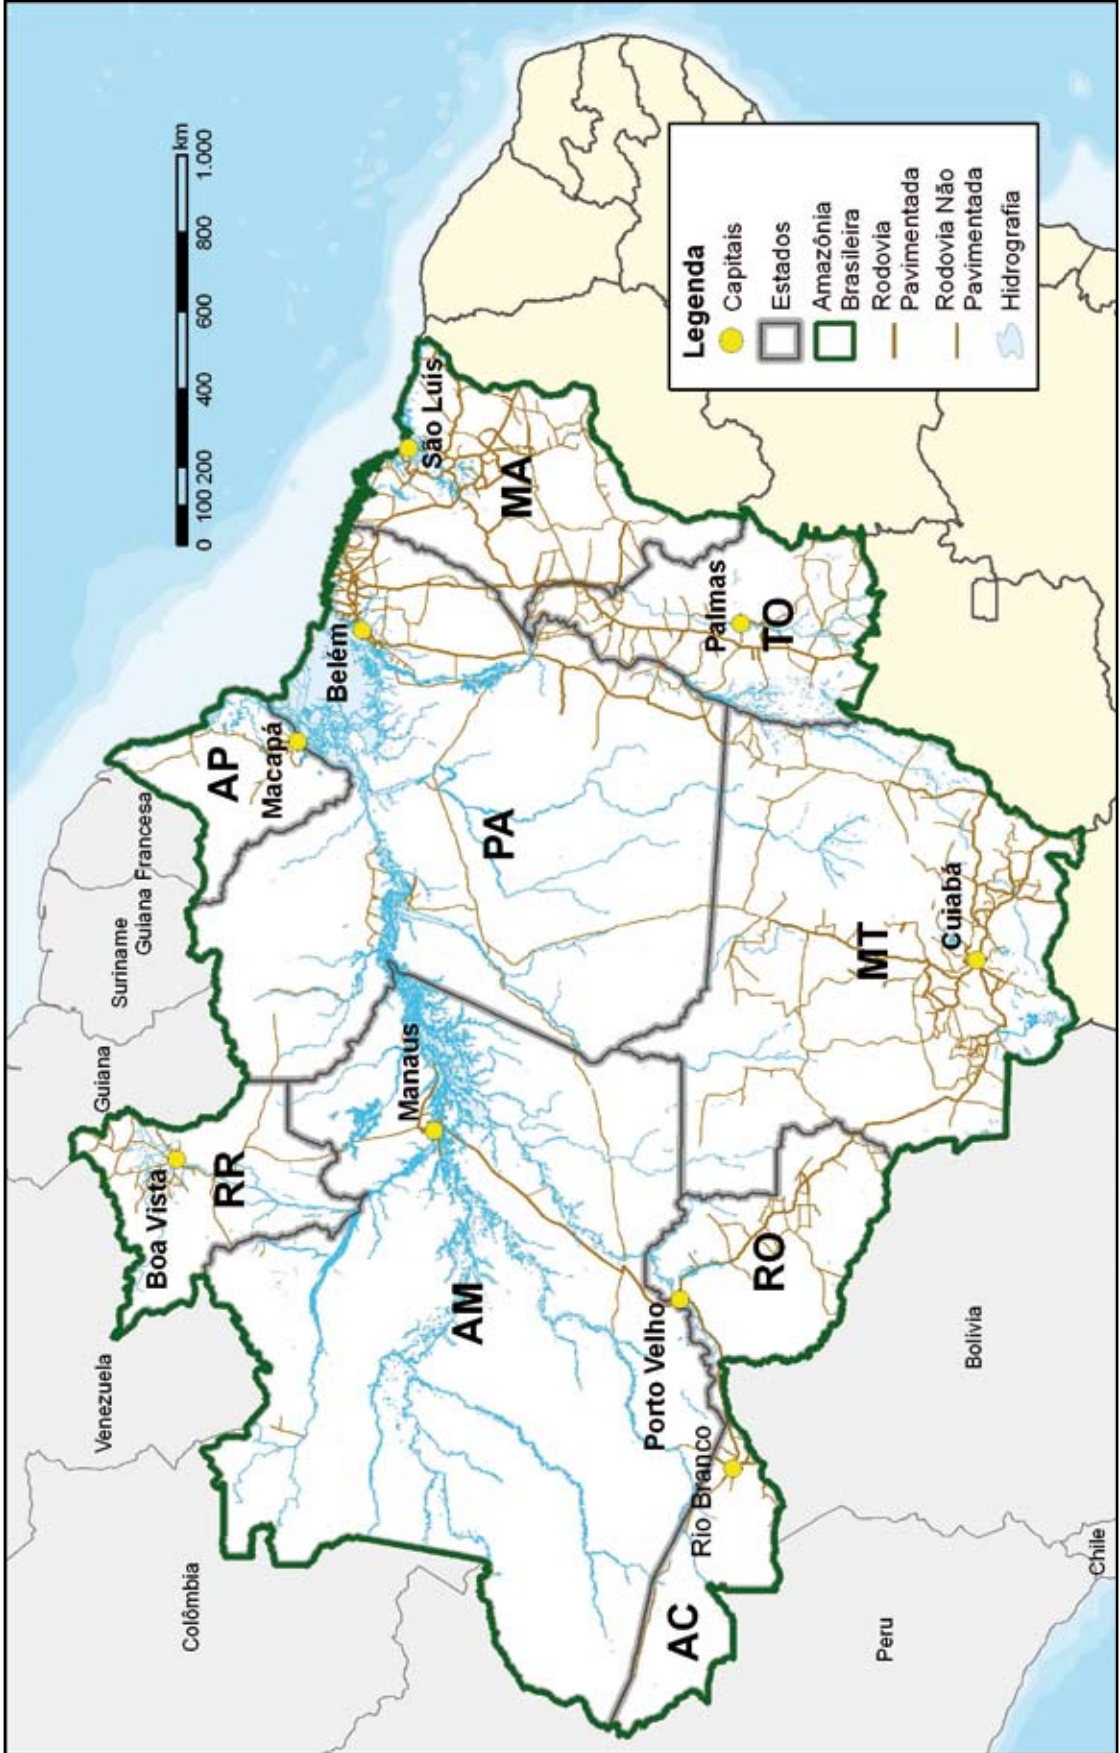 Venezuela
Guiana
Suriname
Guiana Francesa
Colômbia
Boa Vista
RR
AP
Macapá
0 100 200 400 600 800 1.000
km
Belém
São Luís
Manaus
AM
PA
MA
Porto Velho
Rio Branco
AC
RO
Palmas
TO
MT
Cuiabá
Peru
Bolivia
Chile
Legenda
Capitais
Estados
Amazônia
Brasileira
Rodovia
Pavimentada
Rodovia Não
Pavimentada
Hidrografia